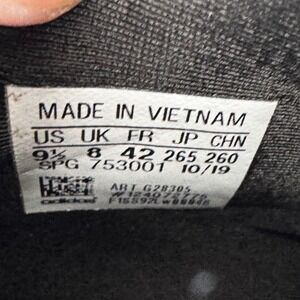 MADE IN VIETNAM
US UK FR JP CHN
9½ 8 42 265 260
SPG 753001 10/19
ART G28305
adidas